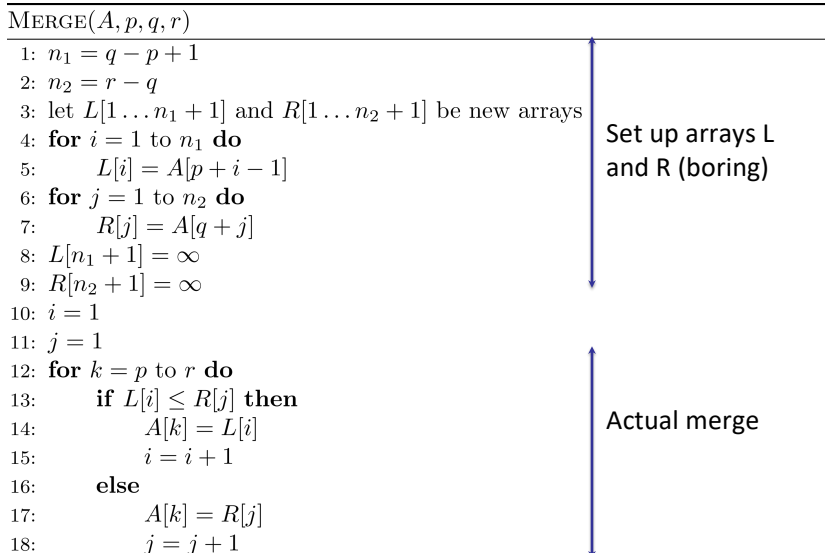 MERGE(A, p, q, r)
1: n₁ = q − p + 1
2: n₂ = r − q
3: let L[1 . . . n₁ + 1] and R[1 . . . n₂ + 1] be new arrays
4: for i = 1 to n₁ do
5: L[i] = A[p + i − 1]
6: for j = 1 to n₂ do
7: R[j] = A[q + j]
8: L[n₁ + 1] = ∞
9: R[n₂ + 1] = ∞
10: i = 1
11: j = 1
12: for k = p to r do
13: if L[i] ≤ R[j] then
14: A[k] = L[i]
15: i = i + 1
16: else
17: A[k] = R[j]
18: j = j + 1
Set up arrays L
and R (boring)
Actual merge